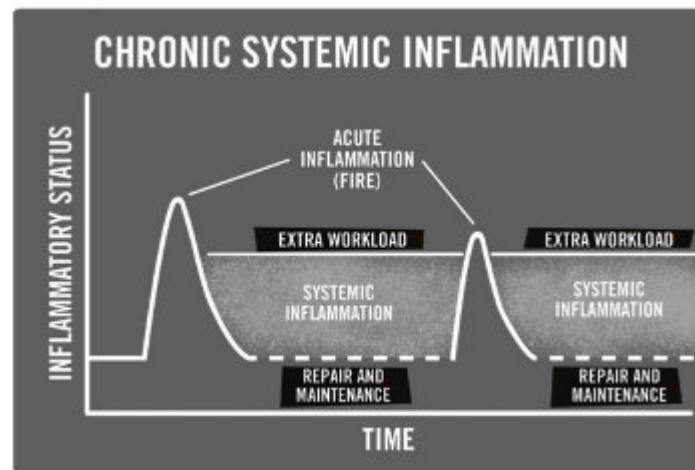 CHRONIC SYSTEMIC INFLAMMATION
INFLAMMATORY STATUS
ACUTE
INFLAMMATION
(FIRE)
EXTRA WORKLOAD
EXTRA WORKLOAD
SYSTEMIC
INFLAMMATION
SYSTEMIC
INFLAMMATION
REPAIR AND
MAINTENANCE
REPAIR AND
MAINTENANCE
TIME